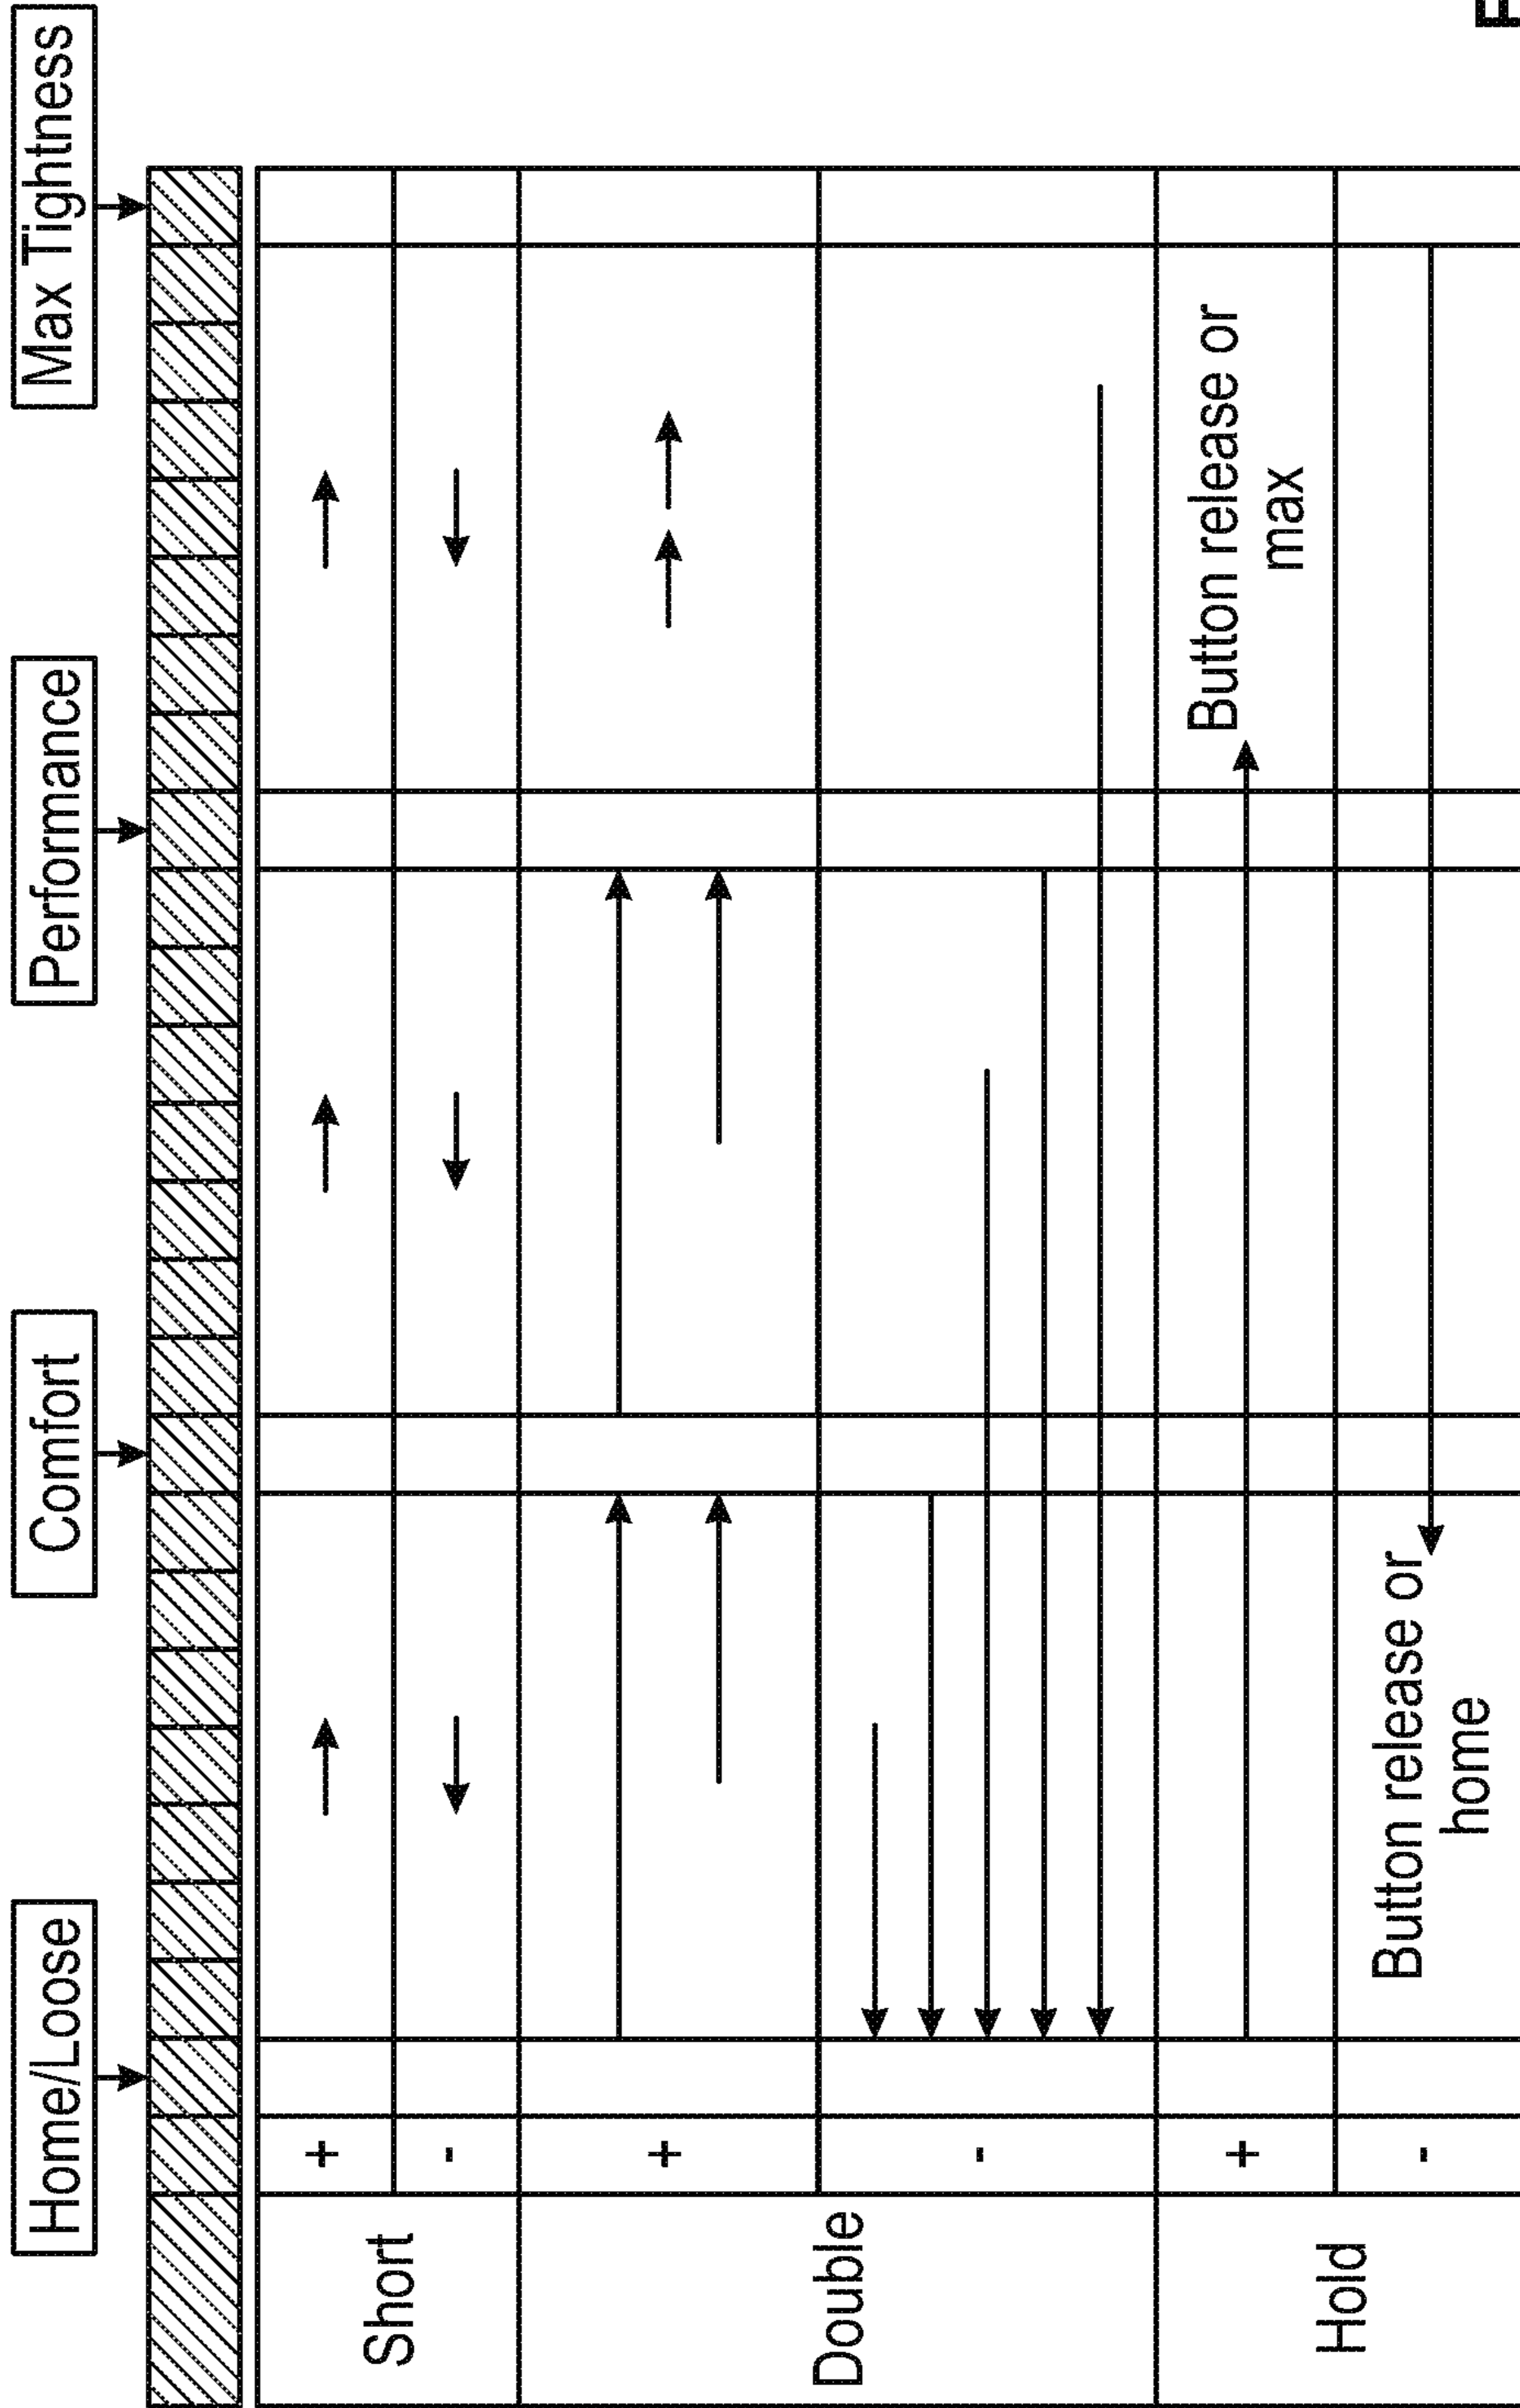 Home/Loose
Comfort
Performance
Max Tightness
Short
+
-
Double
+
-
Hold
+
Button release or
max
-
Button release or
home